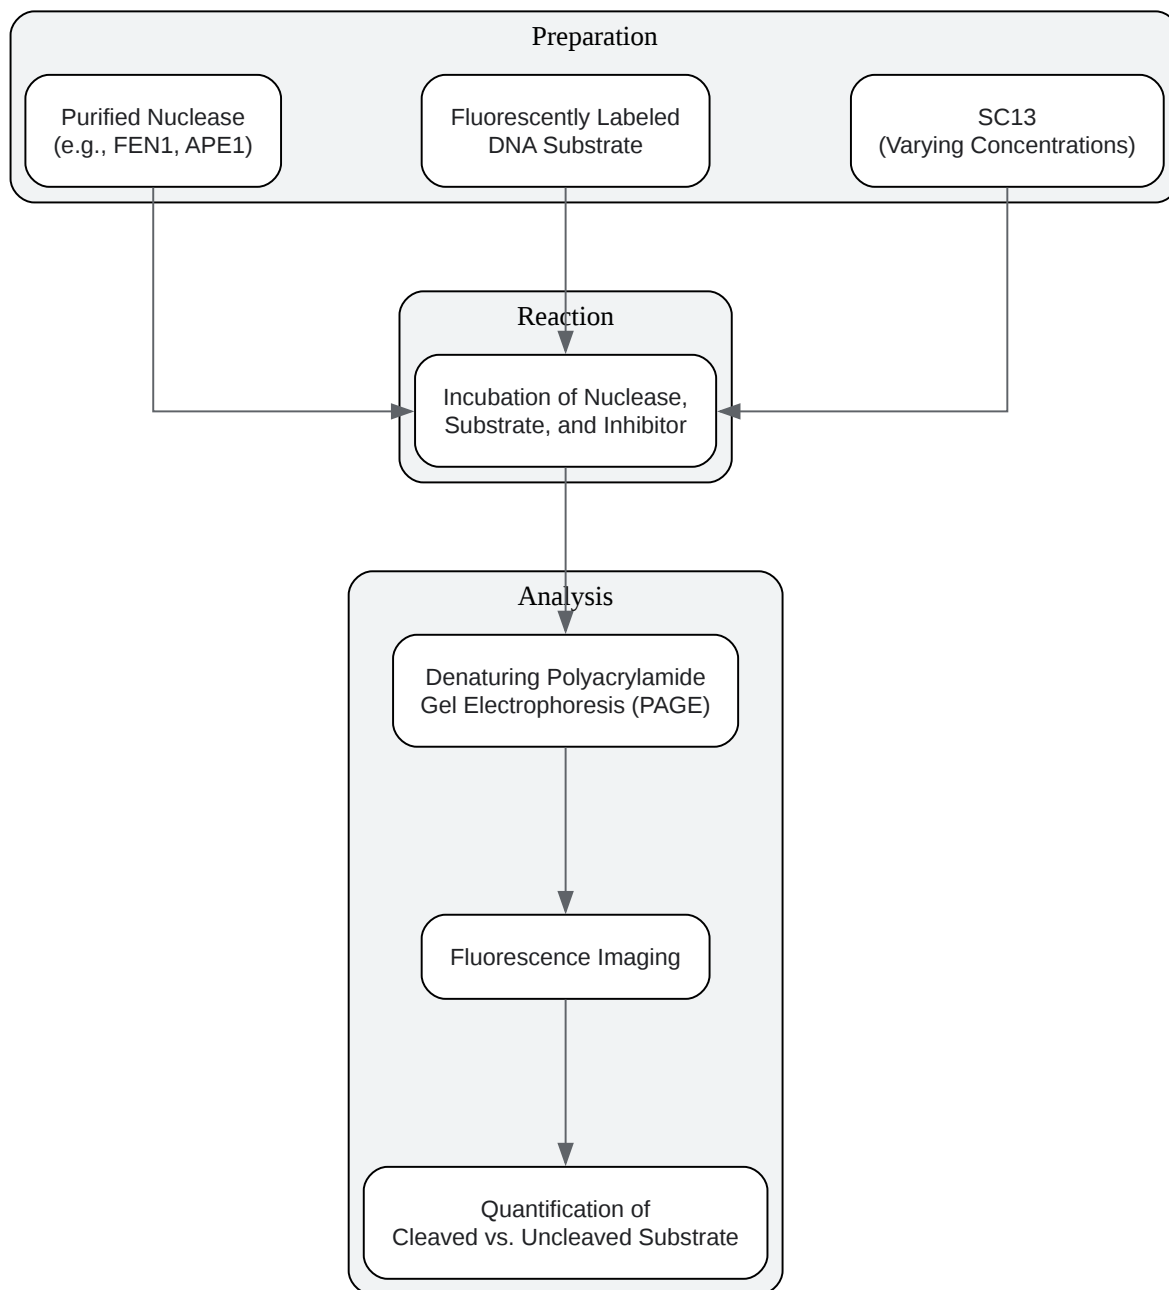 Preparation
Purified Nuclease
(e.g., FEN1, APE1)
Fluorescently Labeled
DNA Substrate
SC13
(Varying Concentrations)
Reaction
Incubation of Nuclease,
Substrate, and Inhibitor
Analysis
Denaturing Polyacrylamide
Gel Electrophoresis (PAGE)
Fluorescence Imaging
Quantification of
Cleaved vs. Uncleaved Substrate